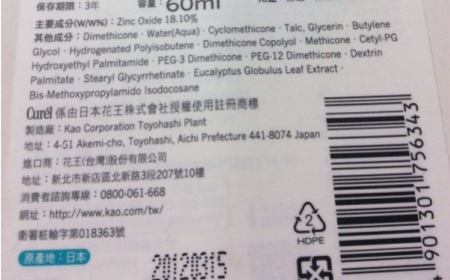 保存期限：3年
容量：60ml
主要成分(W/W%)：Zinc Oxide 18.10%
其他成分：Dimethicone・Water(Aqua)・Cyclomethicone・Talc, Glycerin・Butylene
Glycol・Hydrogenated Polyisobutene・Dimethicone Copolyol・Methicone・Cetyl-PG
Hydroxyethyl Palmitamide・PEG-3 Dimethicone・PEG-12 Dimethicone・Dextrin
Palmitate・Stearyl Glycyrrhetinate・Eucalyptus Globulus Leaf Extract・
Bis-Methoxypropylamido Isodocosane
Curél 係由日本花王株式會社授權使用註冊商標
製造廠：Kao Corporation Toyohashi Plant
地址：4-51 Akemi-cho, Toyohashi, Aichi Prefecture 441-8074 Japan
進口商：花王(台灣)股份有限公司
地址：新北市新店區北新路3段207號10樓
消費者諮詢專線：0800-061-668
網址：http://www.kao.com/tw/
衛署粧輸字第018363號
原產地：日本
20120315
2
HDPE
4901301756343